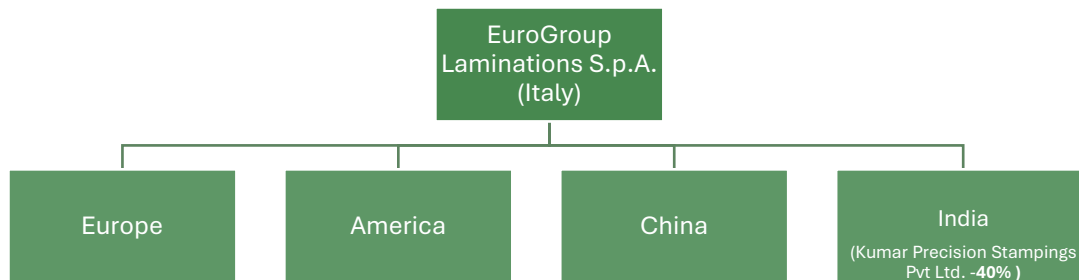 EuroGroup
Laminations S.p.A.
(Italy)
Europe
America
China
India
(Kumar Precision Stampings
Pvt Ltd. -40% )